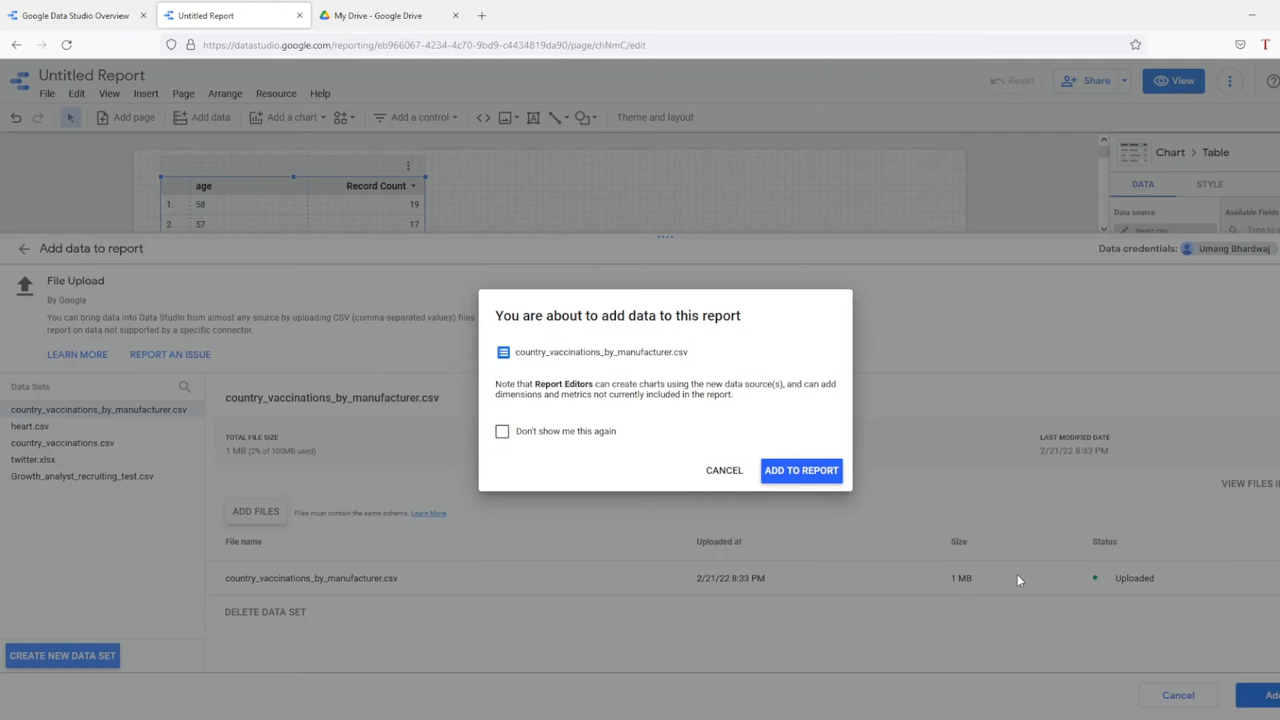 Google Data Studio Overview
Untitled Report
My Drive - Google Drive
https://datastudio.google.com/reporting/eb966067-4234-4c70-9bd9-c4434819da90/page/chNmC/edit
Untitled Report
Reset
Share
View
File Edit View Insert Page Arrange Resource Help
Add page
Add data
Add a chart
Add a control
Theme and layout
Chart > Table
age Record Count
DATA STYLE
1. 58 19
Data source Available Fields
2. 57 17
heart.csv
Add data to report
Data credentials: Umang Bhardwaj
File Upload
By Google
You can bring data into Data Studio from almost any source by uploading CSV (comma-separated values) files.
report on data not supported by a specific connector.
LEARN MORE REPORT AN ISSUE
You are about to add data to this report
country_vaccinations_by_manufacturer.csv
Note that Report Editors can create charts using the new data source(s), and can add
dimensions and metrics not currently included in the report.
Don't show me this again
CANCEL ADD TO REPORT
Data Sets
country_vaccinations_by_manufacturer.csv
heart.csv
country_vaccinations.csv
twitter.xlsx
Growth_analyst_recruiting_test.csv
CREATE NEW DATA SET
country_vaccinations_by_manufacturer.csv
TOTAL FILE SIZE
1 MB (2% of 100MB used)
LAST MODIFIED DATE
2/21/22 8:33 PM
VIEW FILES I
ADD FILES
Files must contain the same schema. Learn More
File name Uploaded at Size Status
country_vaccinations_by_manufacturer.csv 2/21/22 8:33 PM 1 MB Uploaded
DELETE DATA SET
Cancel